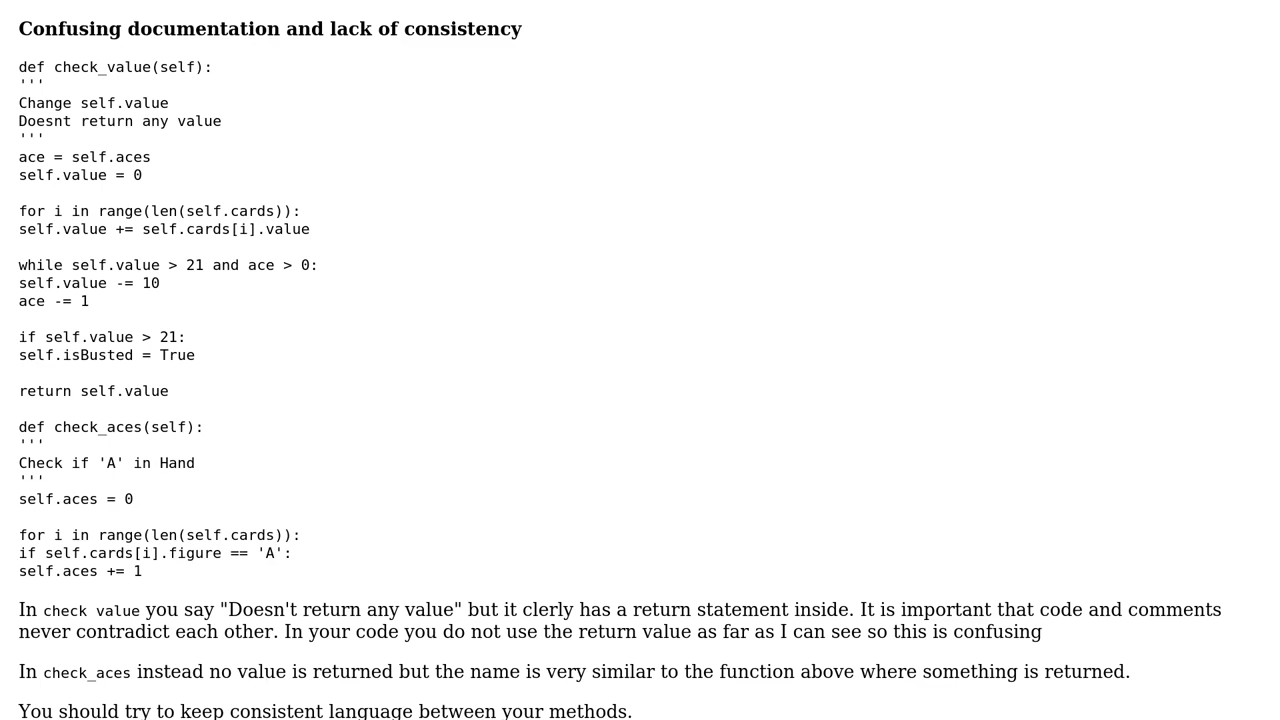 Confusing documentation and lack of consistency
def check_value(self):
'''
Change self.value
Doesnt return any value
'''
ace = self.aces
self.value = 0
for i in range(len(self.cards)):
self.value += self.cards[i].value
while self.value > 21 and ace > 0:
self.value -= 10
ace -= 1
if self.value > 21:
self.isBusted = True
return self.value
def check_aces(self):
'''
Check if 'A' in Hand
'''
self.aces = 0
for i in range(len(self.cards)):
if self.cards[i].figure == 'A':
self.aces += 1
In check value you say "Doesn't return any value" but it clerly has a return statement inside. It is important that code and comments
never contradict each other. In your code you do not use the return value as far as I can see so this is confusing
In check_aces instead no value is returned but the name is very similar to the function above where something is returned.
You should try to keep consistent language between your methods.